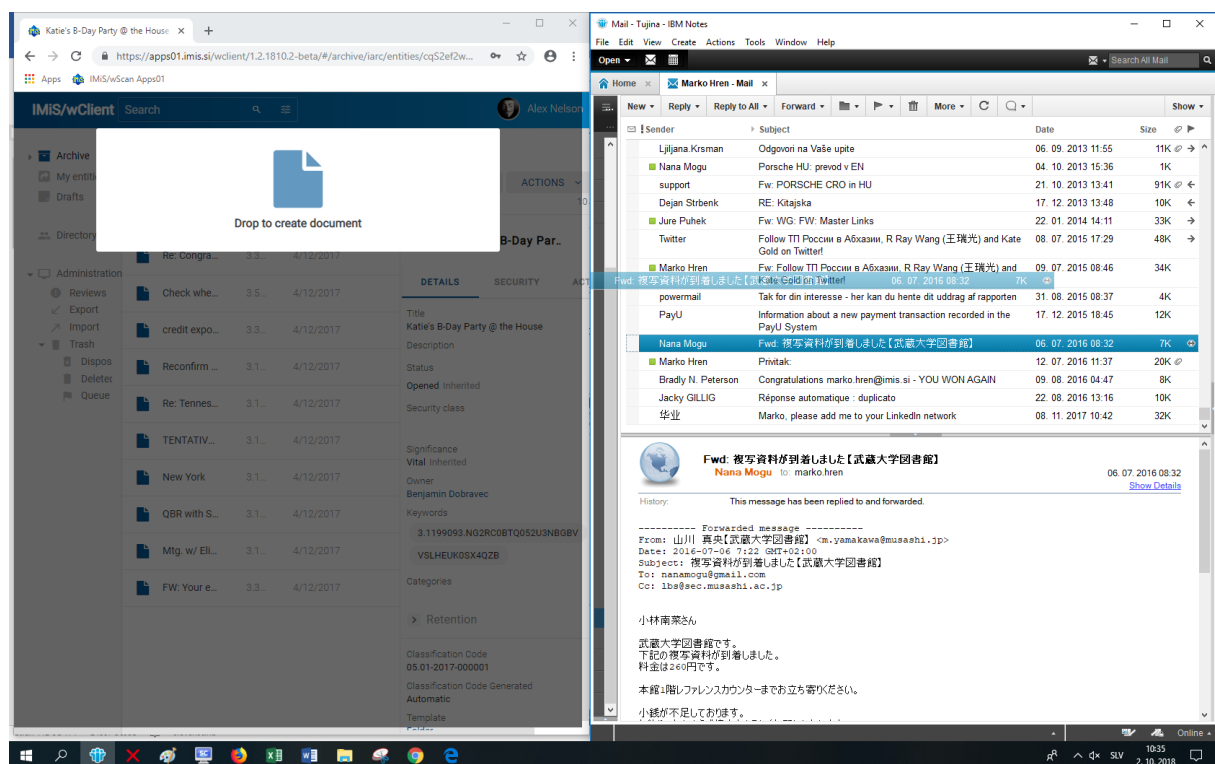 Katie's B-Day Party @ the House
https://apps01.imis.si/wclient/1.2.1810.2-beta/#/archive/iarc/entities/cqS2ef2w...
Apps IMiS/wScan Apps01
IMiS/wClient Search Alex Nelson
Archive
My entiti
Drafts
Directory
Administration
Reviews
Export
Import
Trash
Dispos
Deleted
Queue
Drop to create document
ACTIONS
10
B-Day Par..
Re: Congra... 3.3... 4/12/2017
Check whe... 3.5... 4/12/2017
credit expo... 3.3... 4/12/2017
Reconfirm ... 3.1... 4/12/2017
Re: Tennes... 3.1... 4/12/2017
TENTATIV... 3.1... 4/12/2017
New York 3.1... 4/12/2017
QBR with S... 3.1... 4/12/2017
Mtg. w/ Eli... 3.1... 4/12/2017
FW: Your e... 3.3... 4/12/2017
DETAILS SECURITY ACT
Title
Katie's B-Day Party @ the House
Description
Status
Opened Inherited
Security class
Significance
Vital Inherited
Owner
Benjamin Dobravec
Keywords
3.1199093.NG2RC0BTQ052U3NBGBV
VSLHEUK0SX4QZB
Categories
Retention
Classification Code
05.01-2017-000001
Classification Code Generated
Automatic
Template
Folder
Mail - Tujina - IBM Notes
File Edit View Create Actions Tools Window Help
Open Search All Mail
Home Marko Hren - Mail
New Reply Reply to All Forward More Show
! Sender Subject Date Size
Ljiljana.Krsman Odgovori na Vaše upite 06. 09. 2013 11:55 11K
Nana Mogu Porsche HU: prevod v EN 04. 10. 2013 15:36 1K
support Fw: PORSCHE CRO in HU 21. 10. 2013 13:41 91K
Dejan Strbenk RE: Kitajska 17. 12. 2013 13:48 10K
Jure Puhek Fw: WG: FW: Master Links 22. 01. 2014 14:11 33K
Twitter Follow ТП России в Абхазии, R Ray Wang (王瑞光) and Kate 08. 07. 2015 17:29 48K
Gold on Twitter!
Marko Hren Fw: Follow ТП России в Абхазии, R Ray Wang (王瑞光) and 09. 07. 2015 08:46 34K
Kate Gold on Twitter!
Fwd: 複写資料が到着しました【武蔵大学図書館】 06. 07. 2016 08:32 7K
powermail Tak for din interesse - her kan du hente dit uddrag af rapporten 31. 08. 2015 08:37 4K
PayU Information about a new payment transaction recorded in the 17. 12. 2015 18:45 12K
PayU System
Nana Mogu Fwd: 複写資料が到着しました【武蔵大学図書館】 06. 07. 2016 08:32 7K
Marko Hren Privitak: 12. 07. 2016 11:37 20K
Bradly N. Peterson Congratulations marko.hren@imis.si - YOU WON AGAIN 09. 08. 2016 04:47 8K
Jacky GILLIG Réponse automatique : duplicato 22. 08. 2016 13:16 10K
华业 Marko, please add me to your LinkedIn network 08. 11. 2017 10:42 32K
Fwd: 複写資料が到着しました【武蔵大学図書館】
Nana Mogu to: marko.hren 06. 07. 2016 08:32
Show Details
History: This message has been replied to and forwarded.
---------- Forwarded message ----------
From: 山川 真央【武蔵大学図書館】 <m.yamakawa@musashi.jp>
Date: 2016-07-06 7:22 GMT+02:00
Subject: 複写資料が到着しました【武蔵大学図書館】
To: nanamogu@gmail.com
Cc: lbs@sec.musashi.ac.jp
小林南菜さん
武蔵大学図書館です。
下記の複写資料が到着しました。
料金は260円です。
本館1階レファレンスカウンターまでお立ち寄りください。
小銭が不足しております。
Online
SLV
10:35
2. 10. 2018